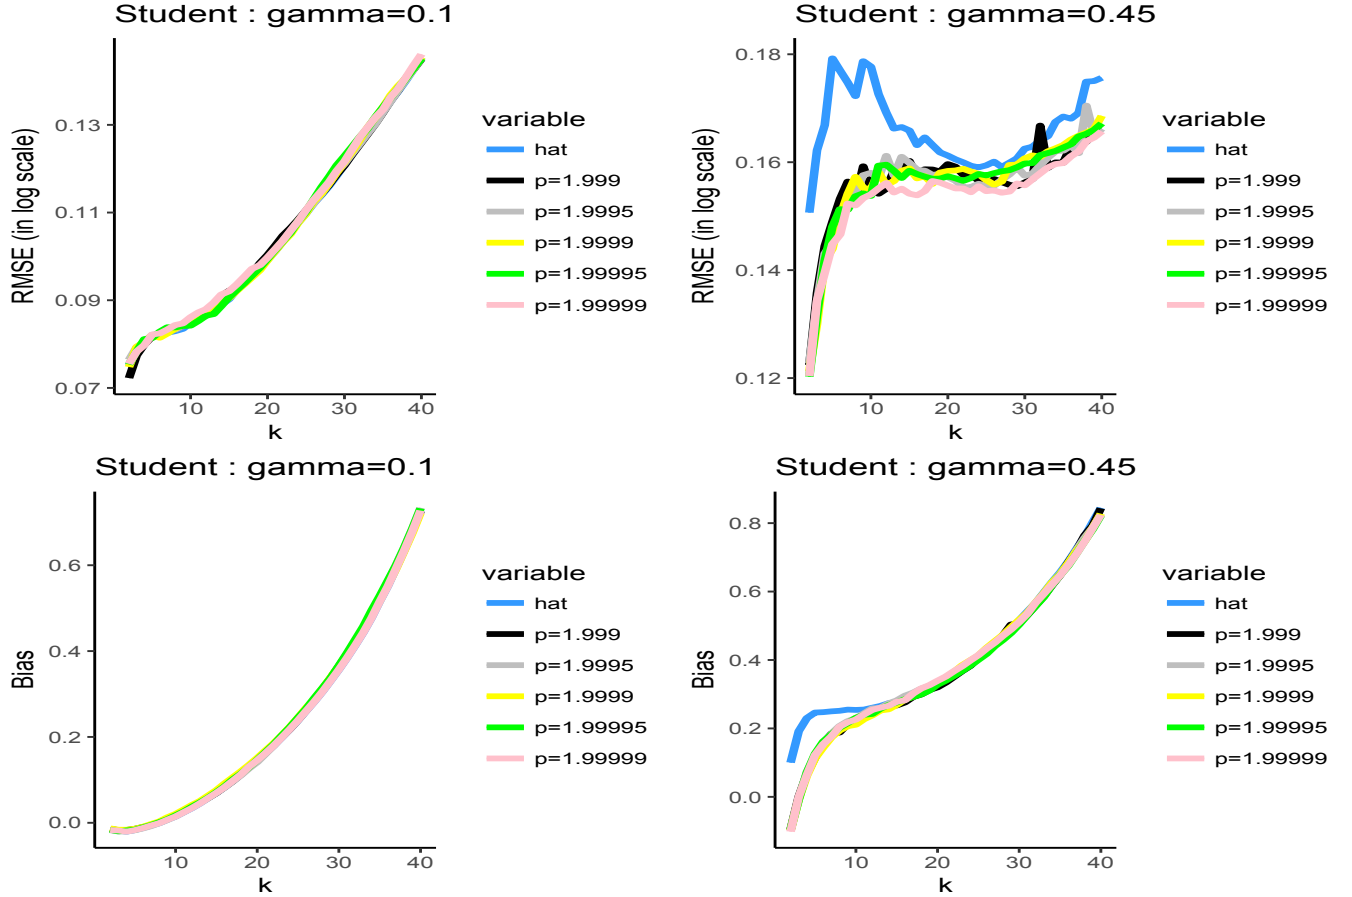 Student : gamma=0.1
RMSE (in log scale)
0.13
0.11
0.09
0.07
10 20 30 40
k
variable
hat
p=1.999
p=1.9995
p=1.9999
p=1.99995
p=1.99999
Student : gamma=0.45
RMSE (in log scale)
0.18
0.16
0.14
0.12
10 20 30 40
k
variable
hat
p=1.999
p=1.9995
p=1.9999
p=1.99995
p=1.99999
Student : gamma=0.1
Bias
0.6
0.4
0.2
0.0
10 20 30 40
k
variable
hat
p=1.999
p=1.9995
p=1.9999
p=1.99995
p=1.99999
Student : gamma=0.45
Bias
0.8
0.6
0.4
0.2
0.0
10 20 30 40
k
variable
hat
p=1.999
p=1.9995
p=1.9999
p=1.99995
p=1.99999